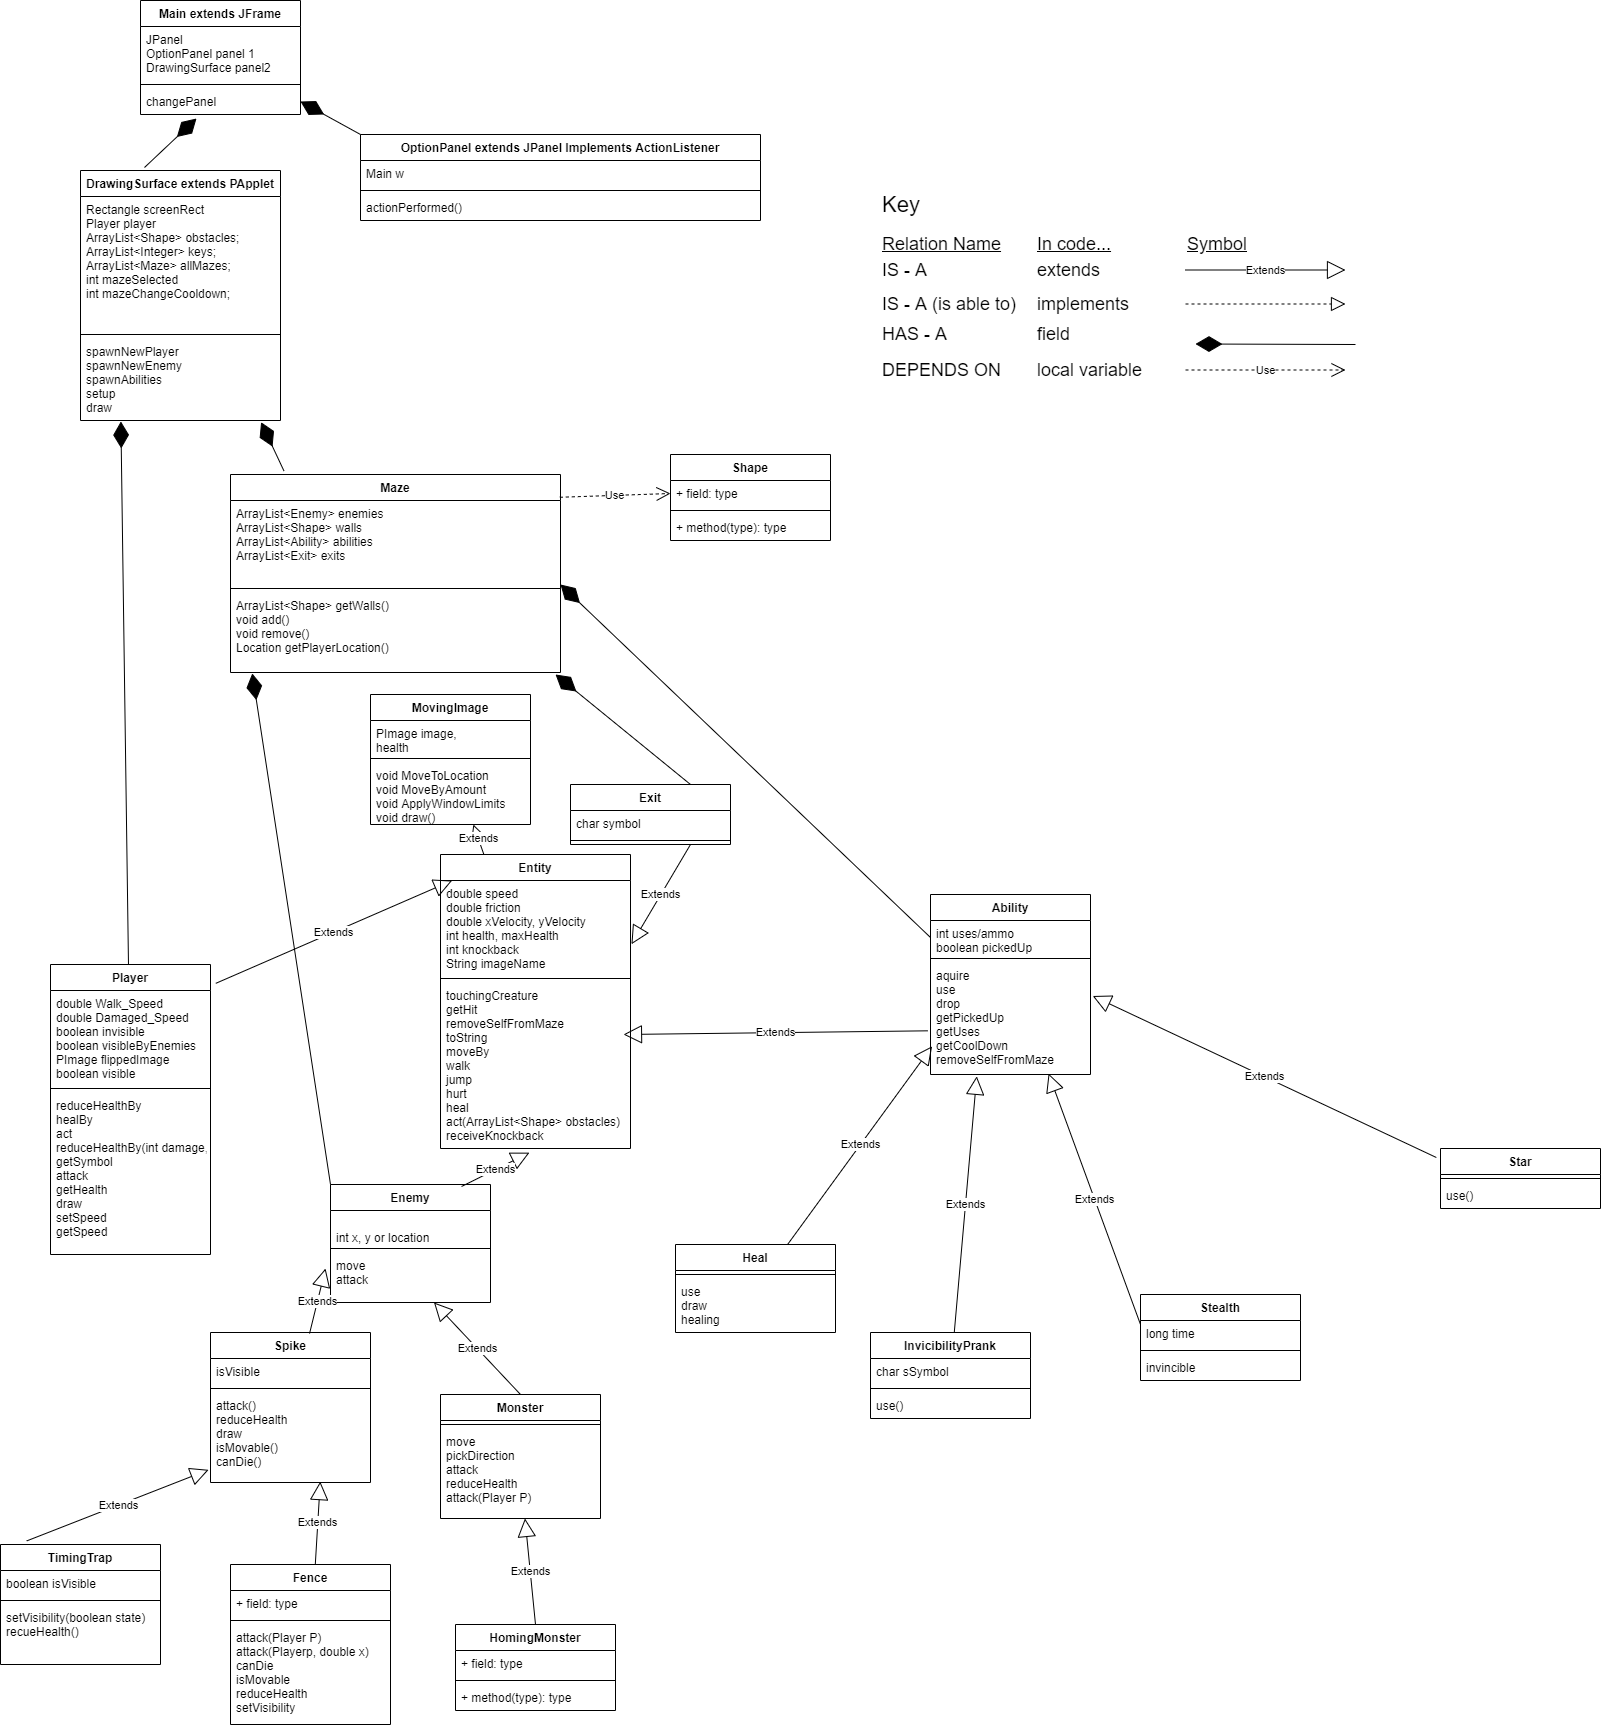 Main extends JFrame
JPanel
OptionPanel panel 1
DrawingSurface panel2
changePanel
OptionPanel extends JPanel Implements ActionListener
Main w
actionPerformed()
DrawingSurface extends PApplet
Rectangle screenRect
Player player
ArrayList<Shape> obstacles;
ArrayList<Integer> keys;
ArrayList<Maze> allMazes;
int mazeSelected
int mazeChangeCooldown;
spawnNewPlayer
spawnNewEnemy
spawnAbilities
setup
draw
Key
Relation Name In code... Symbol
IS - A extends Extends
IS - A (is able to) implements
HAS - A field
DEPENDS ON local variable Use
Maze
ArrayList<Enemy> enemies
ArrayList<Shape> walls
ArrayList<Ability> abilities
ArrayList<Exit> exits
ArrayList<Shape> getWalls()
void add()
void remove()
Location getPlayerLocation()
Use
Shape
+ field: type
+ method(type): type
MovingImage
PImage image,
health
void MoveToLocation
void MoveByAmount
void ApplyWindowLimits
void draw()
Extends
Exit
char symbol
Extends
Entity
double speed
double friction
double xVelocity, yVelocity
int health, maxHealth
int knockback
String imageName
touchingCreature
getHit
removeSelfFromMaze
toString
moveBy
walk
jump
hurt
heal
act(ArrayList<Shape> obstacles)
receiveKnockback
Extends
Player
double Walk_Speed
double Damaged_Speed
boolean invisible
boolean visibleByEnemies
PImage flippedImage
boolean visible
reduceHealthBy
healBy
act
reduceHealthBy(int damage,
getSymbol
attack
getHealth
draw
setSpeed
getSpeed
Extends
Ability
int uses/ammo
boolean pickedUp
aquire
use
drop
getPickedUp
getUses
getCoolDown
removeSelfFromMaze
Extends
Star
use()
Extends
Enemy
int x, y or location
move
attack
Extends
Heal
use
draw
healing
Extends
InvicibilityPrank
char sSymbol
use()
Extends
Stealth
long time
invincible
Extends
Spike
isVisible
attack()
reduceHealth
draw
isMovable()
canDie()
Extends
Monster
move
pickDirection
attack
reduceHealth
attack(Player P)
Extends
TimingTrap
boolean isVisible
setVisibility(boolean state)
recueHealth()
Extends
Fence
+ field: type
attack(Player P)
attack(Playerp, double x)
canDie
isMovable
reduceHealth
setVisibility
Extends
HomingMonster
+ field: type
+ method(type): type
Extends